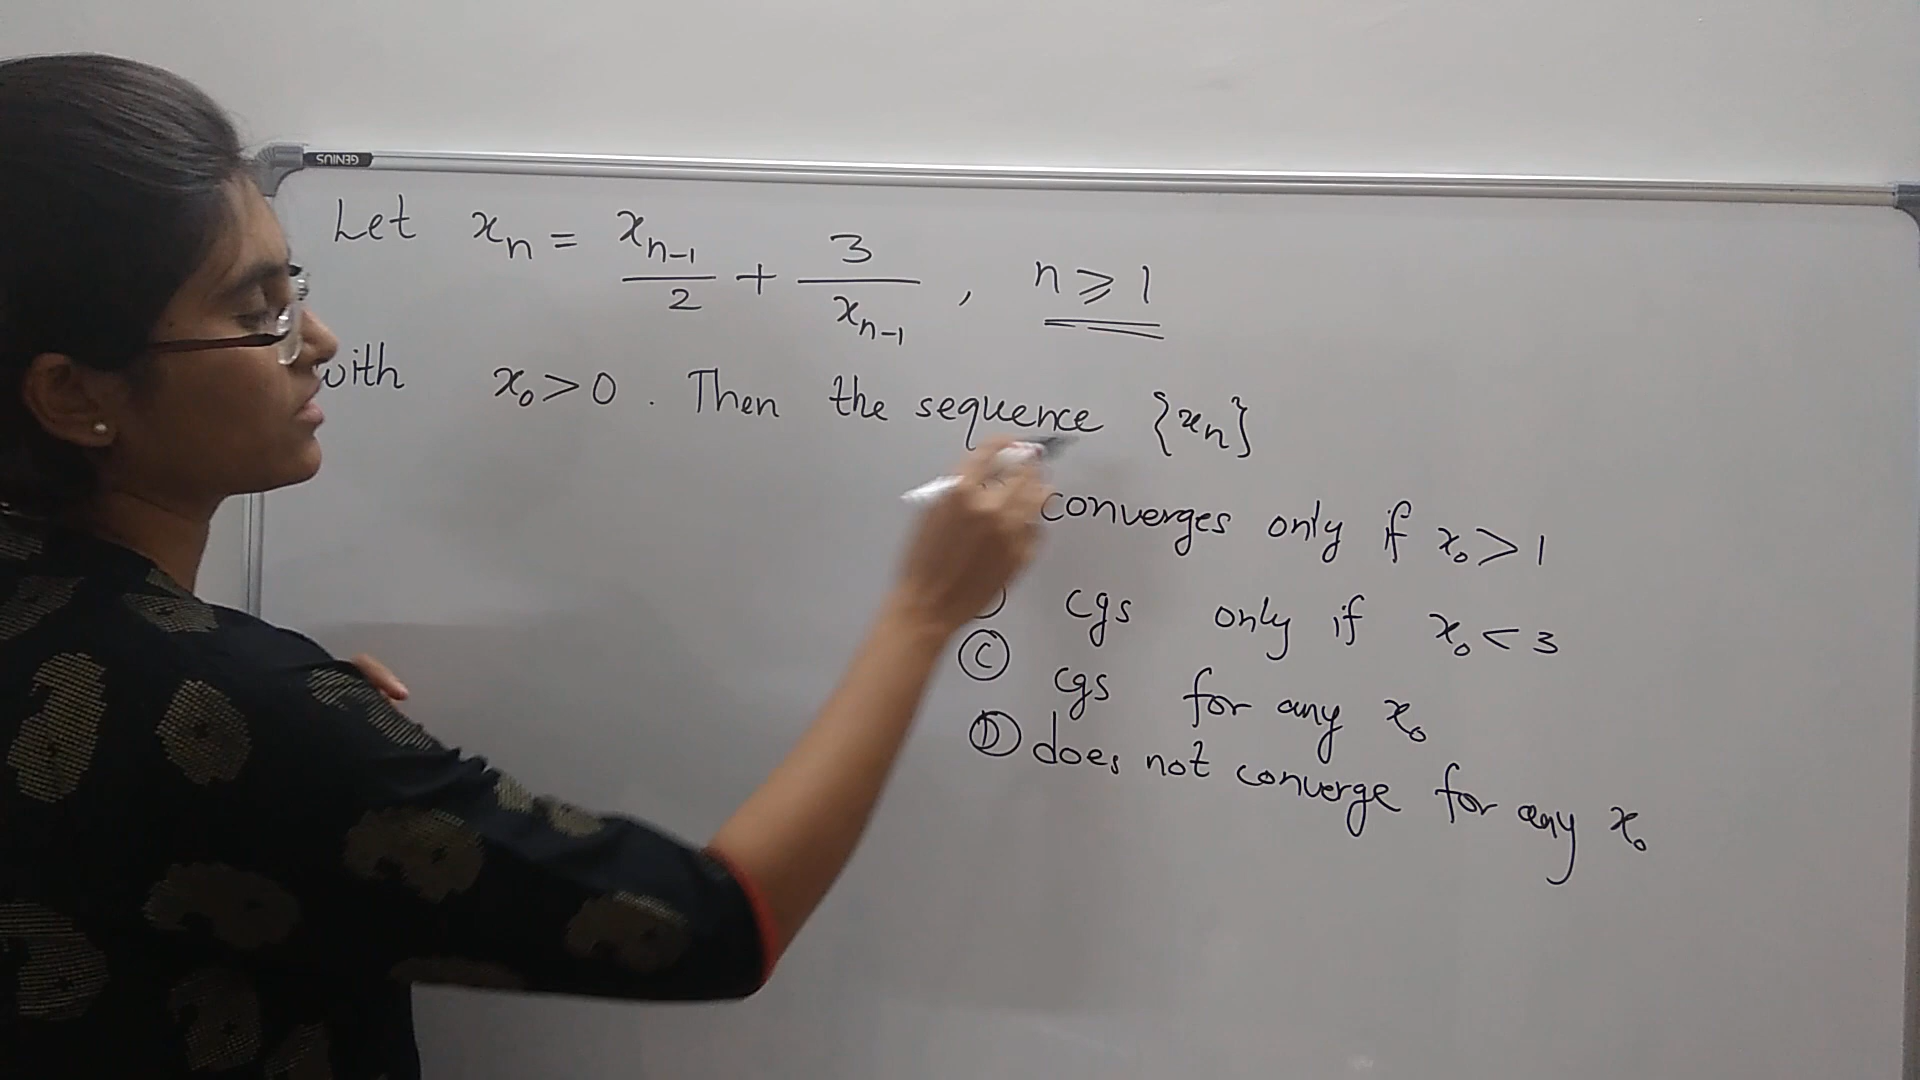 GENIUS
Let xₙ = xₙ₋₁/2 + 3/xₙ₋₁ , n ⩾ 1
with x₀ > 0 . Then the sequence {xₙ}
converges only if x₀ > 1
cgs only if x₀ < 3
Ⓒ cgs for any x₀
Ⓓ does not converge for any x₀